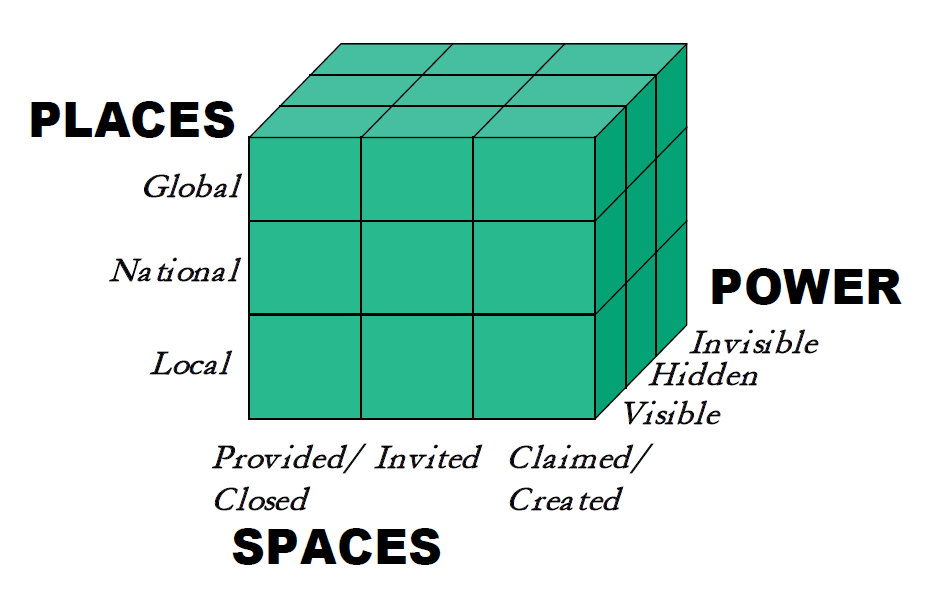 PLACES
Global
National
Local
POWER
Invisible
Hidden
Visible
Provided/ Invited Claimed/
Closed Created
SPACES